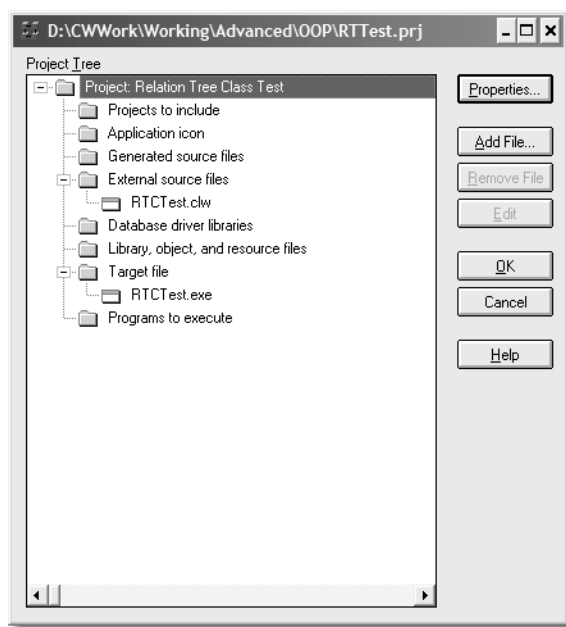 D:\CWWork\Working\Advanced\OOP\RTTest.prj
Project Tree
Project: Relation Tree Class Test
Projects to include
Application icon
Generated source files
External source files
RTCTest.clw
Database driver libraries
Library, object, and resource files
Target file
RTCTest.exe
Programs to execute
Properties...
Add File...
Remove File
Edit
OK
Cancel
Help